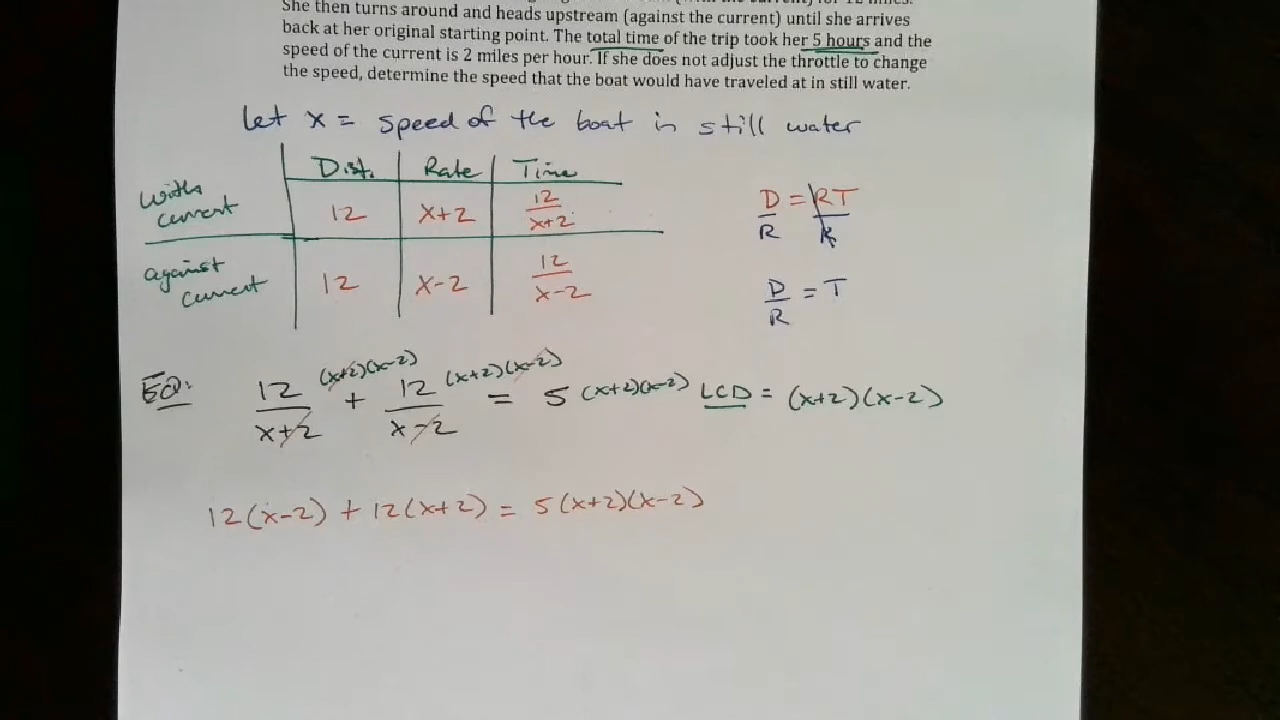 She then turns around and heads upstream (against the current) until she arrives
back at her original starting point. The total time of the trip took her 5 hours and the
speed of the current is 2 miles per hour. If she does not adjust the throttle to change
the speed, determine the speed that the boat would have traveled at in still water.
Let x = speed of the boat in still water
Dist. Rate Time
With current 12 x+2 12/(x+2)
against current 12 x-2 12/(x-2)
D/R = RT/R
D/R = T
EQ: 12/(x+2) (x+2)(x-2) + 12/(x-2) (x+2)(x-2) = 5 (x+2)(x-2) LCD = (x+2)(x-2)
12(x-2) + 12(x+2) = 5(x+2)(x-2)